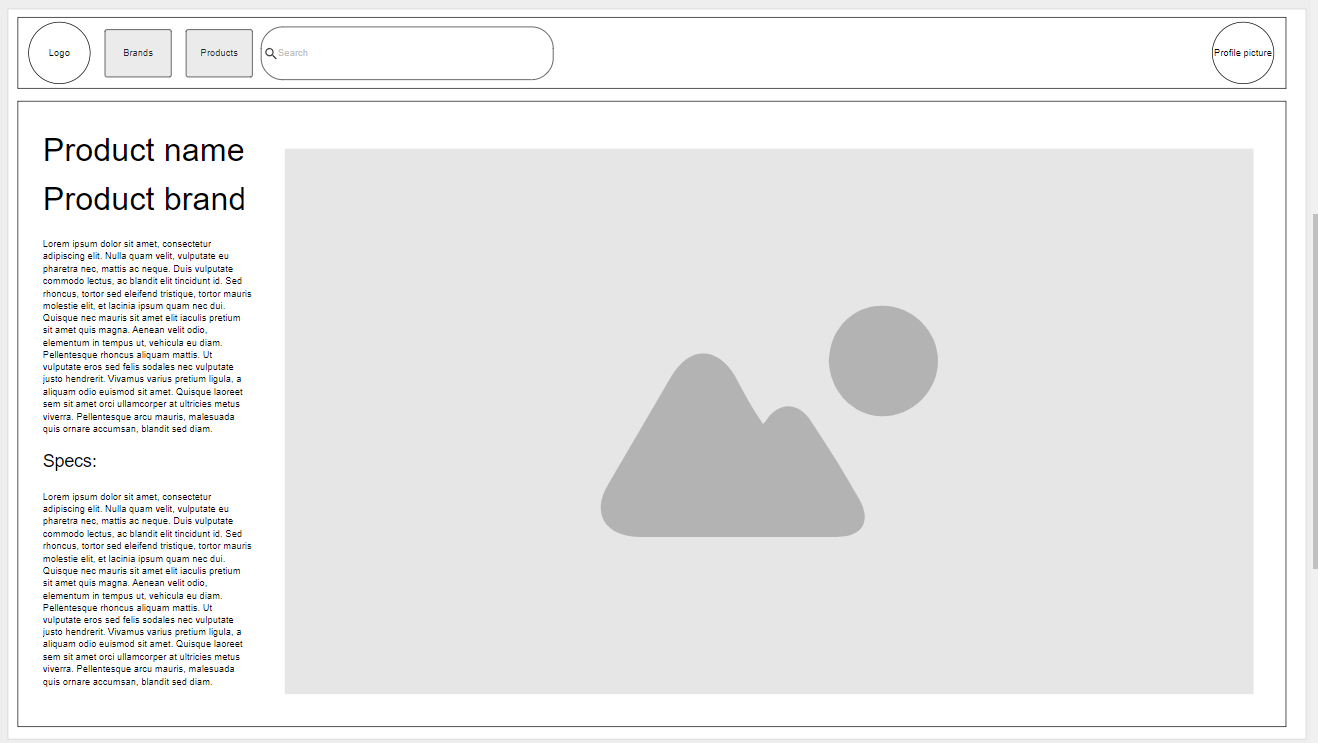 Logo
Brands
Products
Search
Profile picture
Product name
Product brand
Lorem ipsum dolor sit amet, consectetur
adipiscing elit. Nulla quam velit, vulputate eu
pharetra nec, mattis ac neque. Duis vulputate
commodo lectus, ac blandit elit tincidunt id. Sed
rhoncus, tortor sed eleifend tristique, tortor mauris
molestie elit, et lacinia ipsum quam nec dui.
Quisque nec mauris sit amet elit iaculis pretium
sit amet quis magna. Aenean velit odio,
elementum in tempus ut, vehicula eu diam.
Pellentesque rhoncus aliquam mattis. Ut
vulputate eros sed felis sodales nec vulputate
justo hendrerit. Vivamus varius pretium ligula, a
aliquam odio euismod sit amet. Quisque laoreet
sem sit amet orci ullamcorper at ultricies metus
viverra. Pellentesque arcu mauris, malesuada
quis ornare accumsan, blandit sed diam.
Specs:
Lorem ipsum dolor sit amet, consectetur
adipiscing elit. Nulla quam velit, vulputate eu
pharetra nec, mattis ac neque. Duis vulputate
commodo lectus, ac blandit elit tincidunt id. Sed
rhoncus, tortor sed eleifend tristique, tortor mauris
molestie elit, et lacinia ipsum quam nec dui.
Quisque nec mauris sit amet elit iaculis pretium
sit amet quis magna. Aenean velit odio,
elementum in tempus ut, vehicula eu diam.
Pellentesque rhoncus aliquam mattis. Ut
vulputate eros sed felis sodales nec vulputate
justo hendrerit. Vivamus varius pretium ligula, a
aliquam odio euismod sit amet. Quisque laoreet
sem sit amet orci ullamcorper at ultricies metus
viverra. Pellentesque arcu mauris, malesuada
quis ornare accumsan, blandit sed diam.